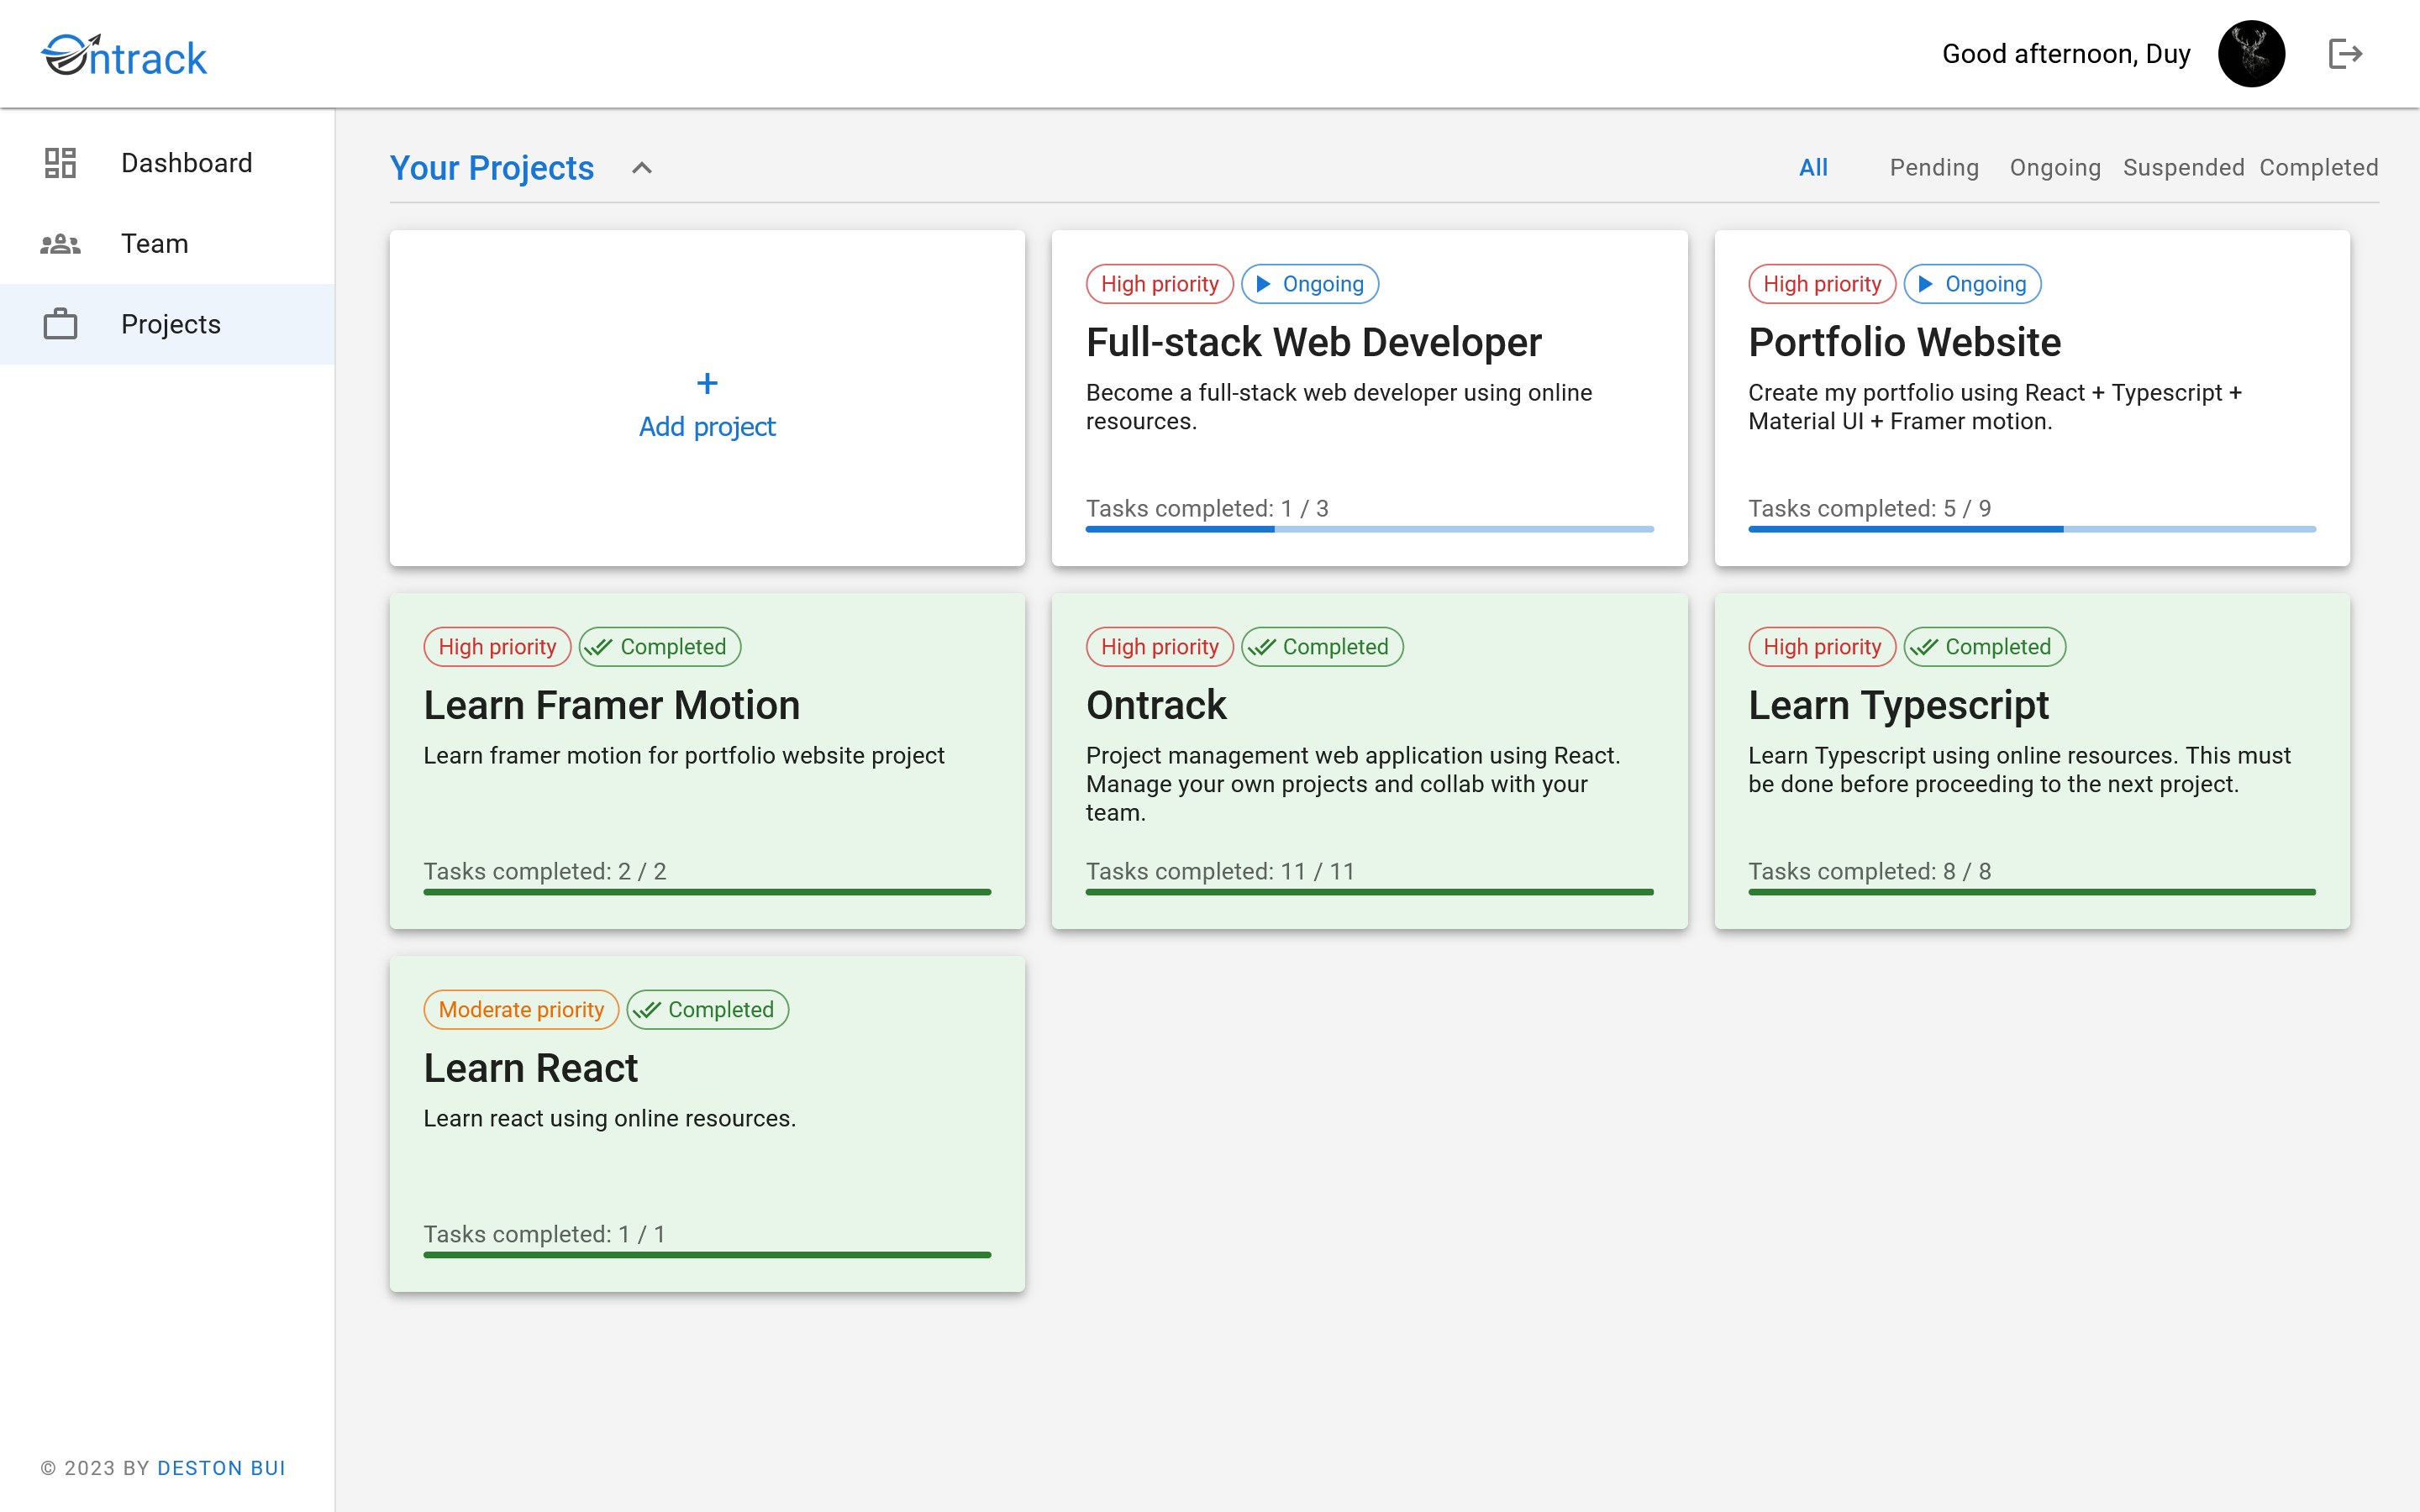 Ontrack
Good afternoon, Duy
Dashboard
Team
Projects
Your Projects
All Pending Ongoing Suspended Completed
+
Add project
High priority Ongoing
Full-stack Web Developer
Become a full-stack web developer using online
resources.
Tasks completed: 1 / 3
High priority Ongoing
Portfolio Website
Create my portfolio using React + Typescript +
Material UI + Framer motion.
Tasks completed: 5 / 9
High priority Completed
Learn Framer Motion
Learn framer motion for portfolio website project
Tasks completed: 2 / 2
High priority Completed
Ontrack
Project management web application using React.
Manage your own projects and collab with your
team.
Tasks completed: 11 / 11
High priority Completed
Learn Typescript
Learn Typescript using online resources. This must
be done before proceeding to the next project.
Tasks completed: 8 / 8
Moderate priority Completed
Learn React
Learn react using online resources.
Tasks completed: 1 / 1
© 2023 BY DESTON BUI